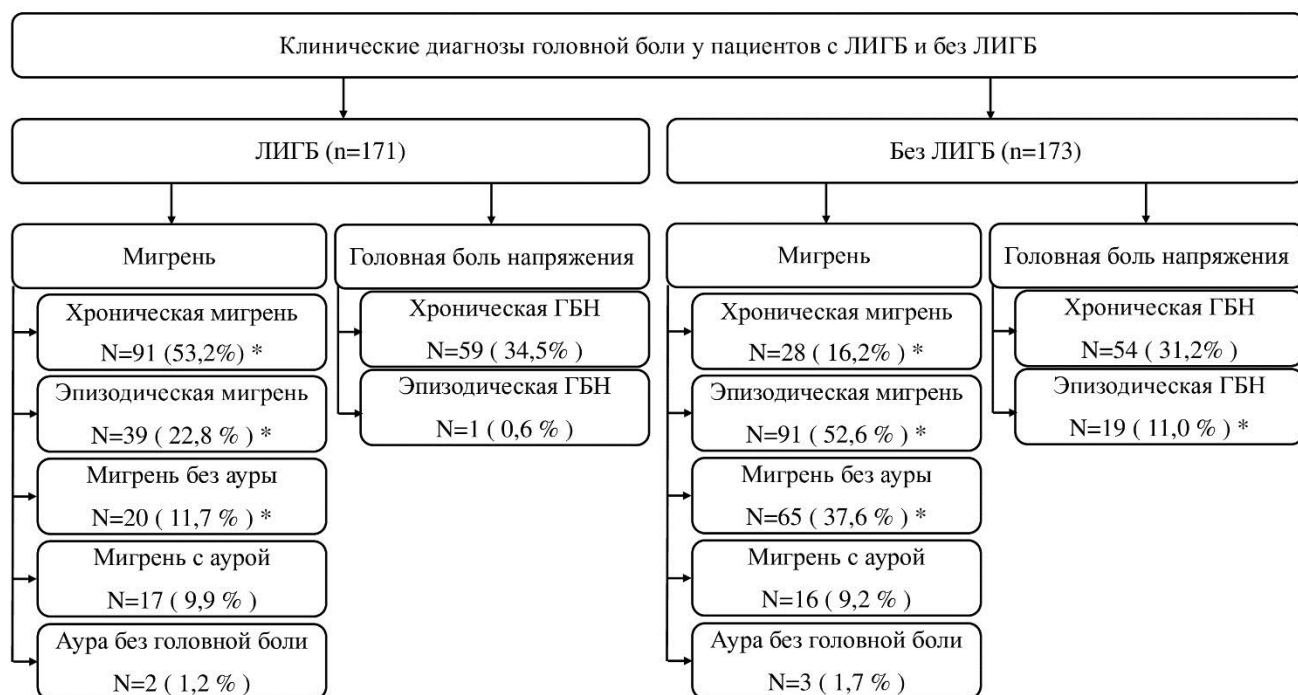 Клинические диагнозы головной боли у пациентов с ЛИГБ и без ЛИГБ
ЛИГБ (n=171)
Без ЛИГБ (n=173)
Мигрень
Головная боль напряжения
Мигрень
Головная боль напряжения
Хроническая мигрень
N=91 (53,2%) *
Эпизодическая мигрень
N=39 ( 22,8 % ) *
Мигрень без ауры
N=20 ( 11,7 % ) *
Мигрень с аурой
N=17 ( 9,9 % )
Аура без головной боли
N=2 ( 1,2 % )
Хроническая ГБН
N=59 ( 34,5% )
Эпизодическая ГБН
N=1 ( 0,6 % )
Хроническая мигрень
N=28 ( 16,2% ) *
Эпизодическая мигрень
N=91 ( 52,6 % ) *
Мигрень без ауры
N=65 ( 37,6 % ) *
Мигрень с аурой
N=16 ( 9,2 % )
Аура без головной боли
N=3 ( 1,7 % )
Хроническая ГБН
N=54 ( 31,2% )
Эпизодическая ГБН
N=19 ( 11,0 % ) *